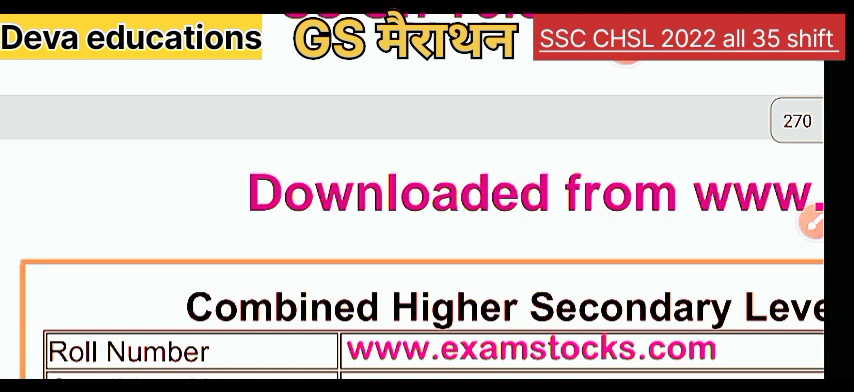 Deva educations GS मैराथन SSC CHSL 2022 all 35 shift
270
Downloaded from www.
Combined Higher Secondary Leve
Roll Number www.examstocks.com